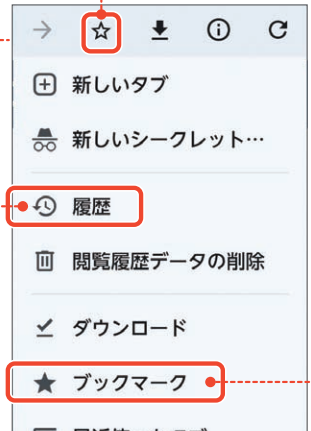 新しいタブ
新しいシークレット…
履歴
閲覧履歴データの削除
ダウンロード
ブックマーク